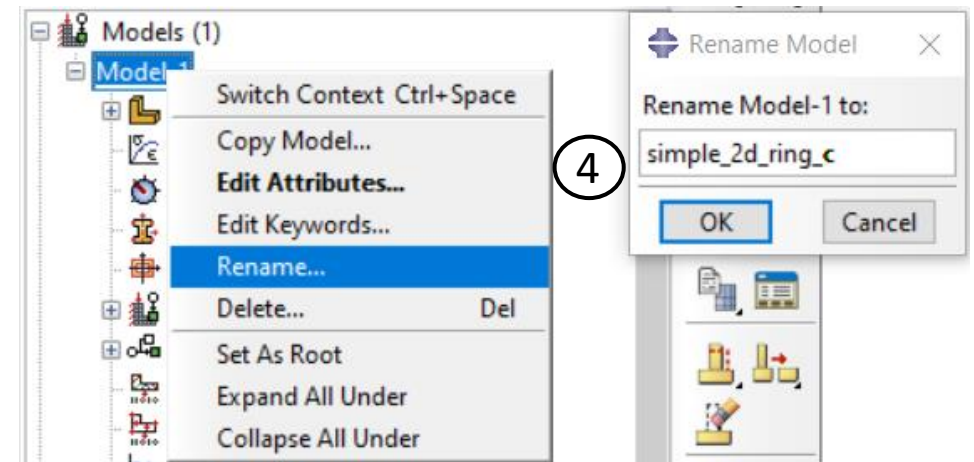 Models (1)
Model-1
Switch Context Ctrl+Space
Copy Model...
Edit Attributes...
Edit Keywords...
Rename...
Delete... Del
Set As Root
Expand All Under
Collapse All Under
4
Rename Model
Rename Model-1 to:
simple_2d_ring_c
OK Cancel